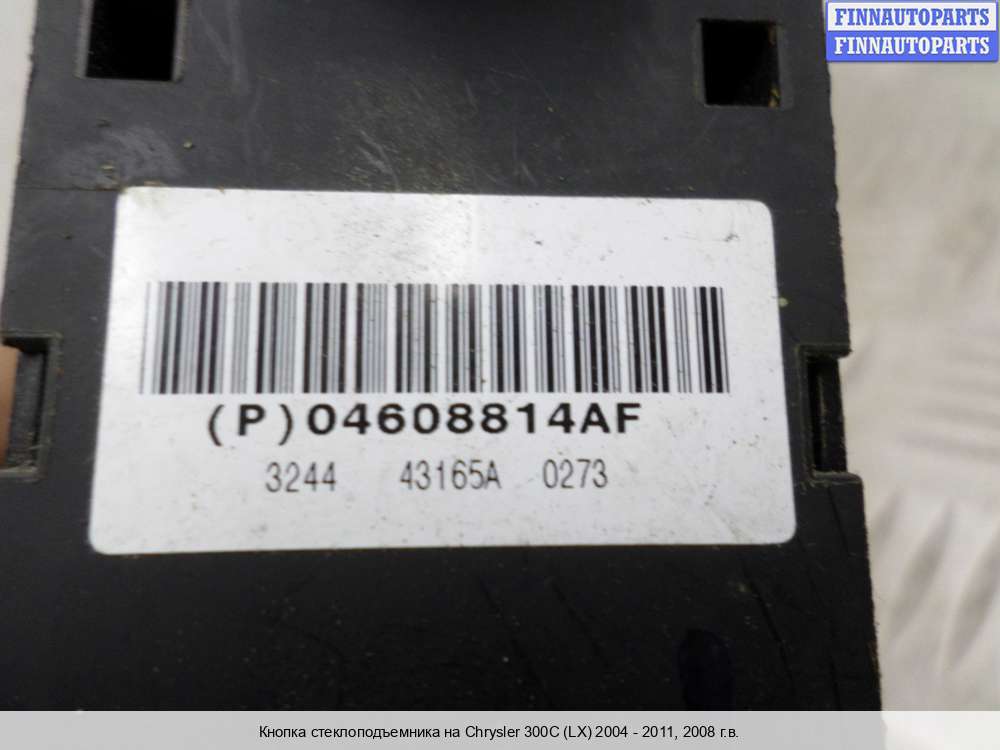 FINNAUTOPARTS
FINNAUTOPARTS
(P)04608814AF
3244 43165A 0273
Кнопка стеклоподъемника на Chrysler 300C (LX) 2004 - 2011, 2008 г.в.